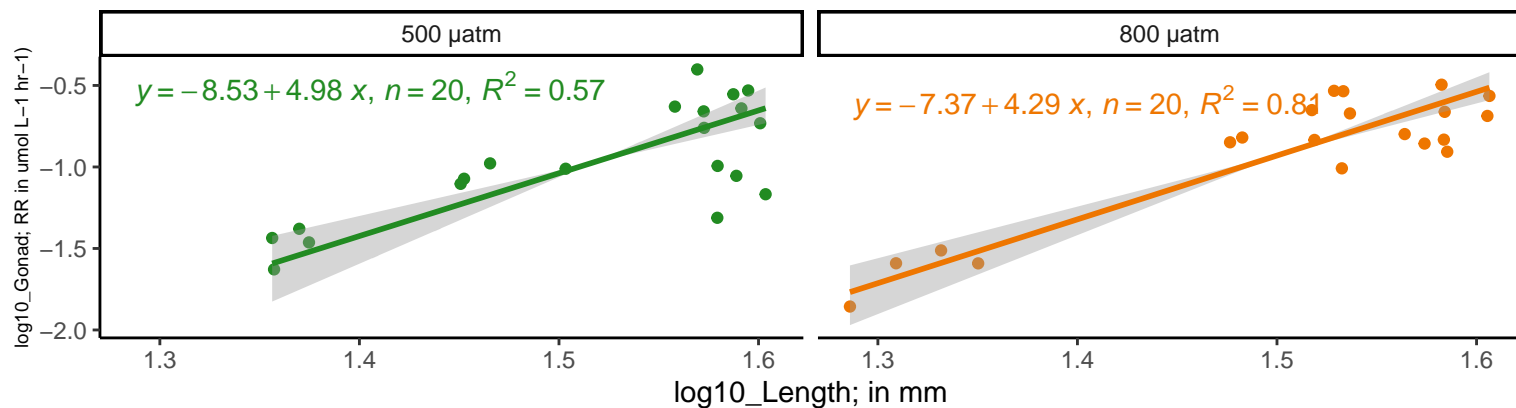 500 µatm
800 µatm
y = −8.53 + 4.98 x, n = 20, R² = 0.57
y = −7.37 + 4.29 x, n = 20, R² = 0.81
log10_Gonad; RR in umol L−1 hr−1)
−0.5
−1.0
−1.5
−2.0
1.3 1.4 1.5 1.6
1.3 1.4 1.5 1.6
log10_Length; in mm